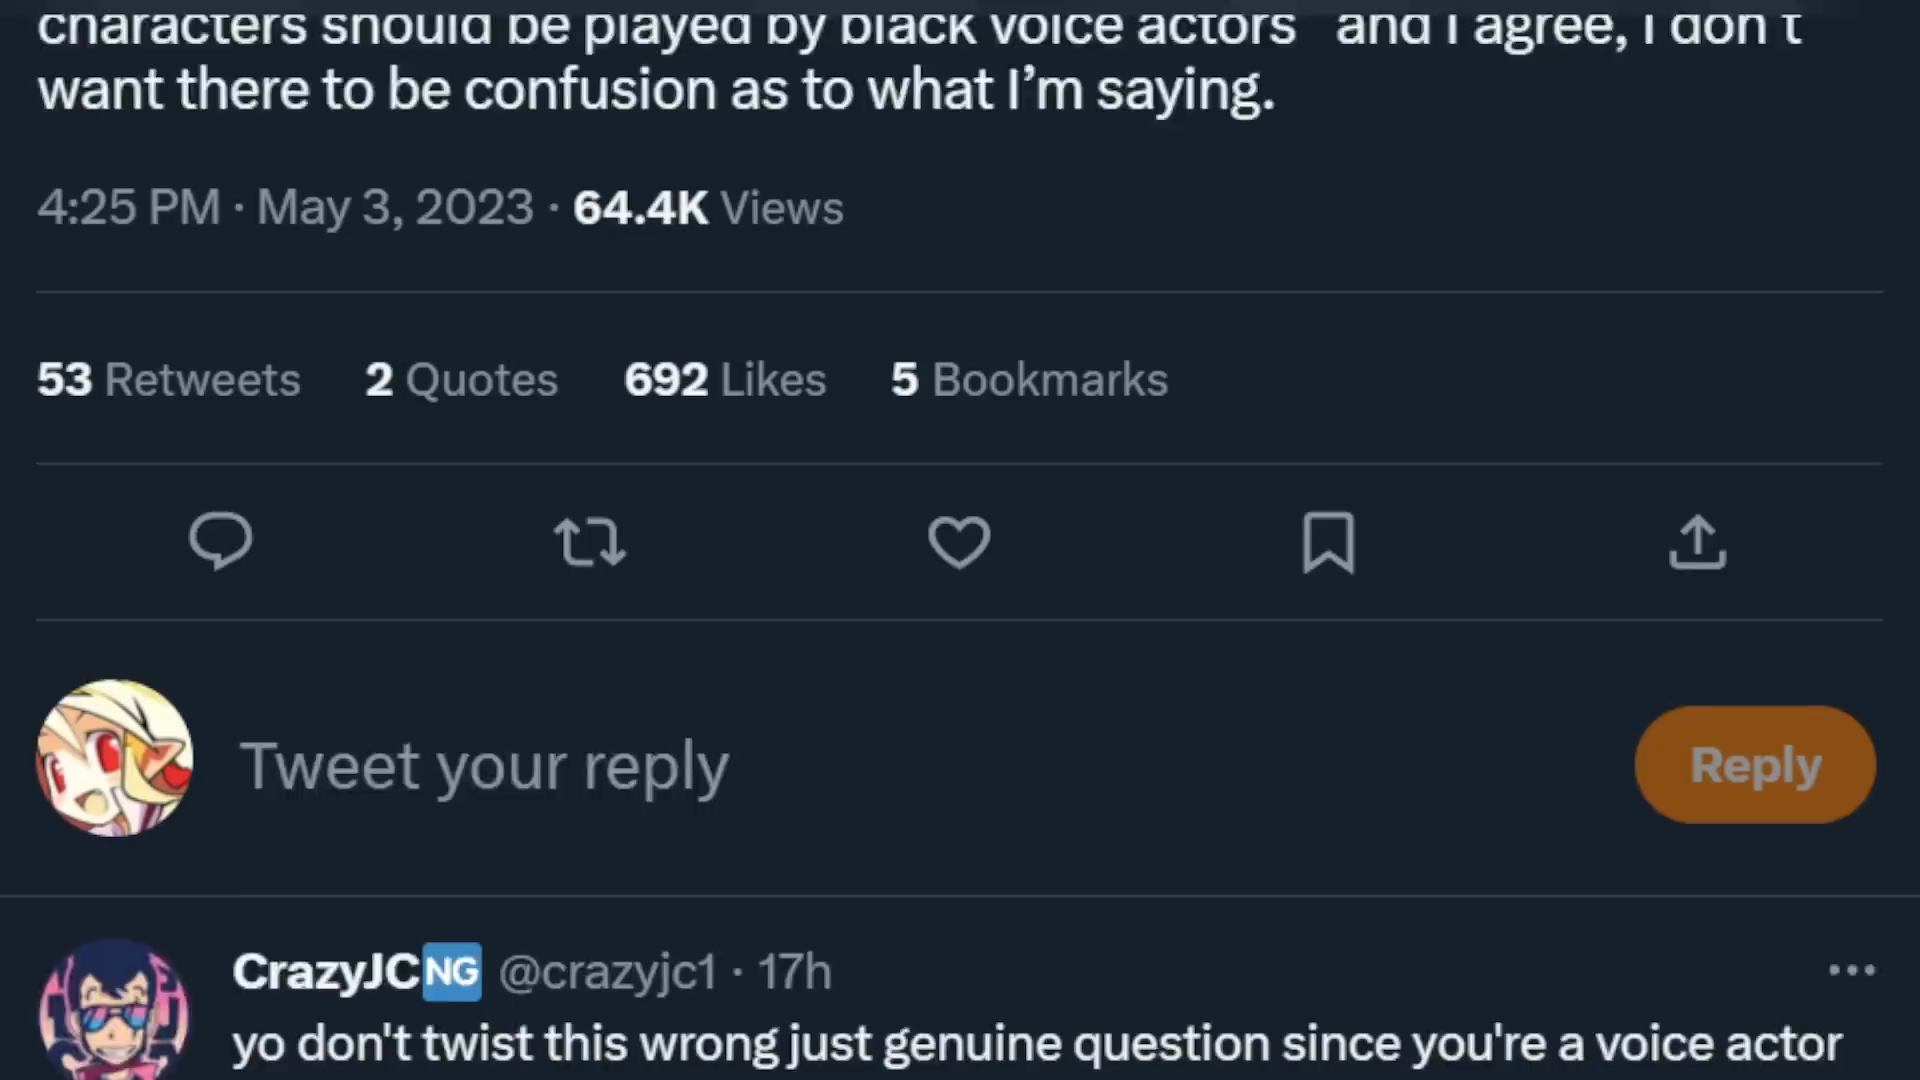 characters should be played by black voice actors" and I agree, I don't
want there to be confusion as to what I’m saying.
4:25 PM · May 3, 2023 · 64.4K Views
53 Retweets 2 Quotes 692 Likes 5 Bookmarks
Tweet your reply
Reply
CrazyJC🆖 @crazyjc1 · 17h
yo don't twist this wrong just genuine question since you're a voice actor